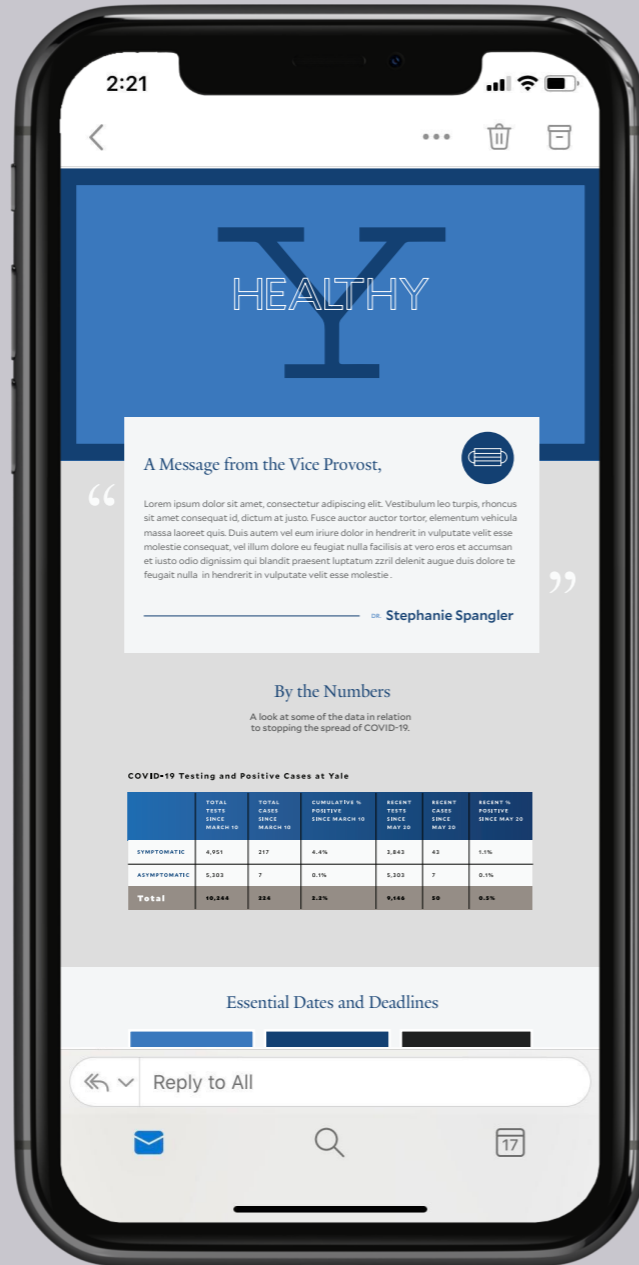 2:21
Y
HEALTHY
A Message from the Vice Provost,
“
Lorem ipsum dolor sit amet, consectetur adipiscing elit. Vestibulum leo turpis, rhoncus
sit amet consequat id, dictum at justo. Fusce auctor auctor tortor, elementum vehicula
massa laoreet quis. Duis autem vel eum iriure dolor in hendrerit in vulputate velit esse
molestie consequat, vel illum dolore eu feugiat nulla facilisis at vero eros et accumsan
et iusto odio dignissim qui blandit praesent luptatum zzril delenit augue duis dolore te
feugait nulla in hendrerit in vulputate velit esse molestie .
”
DR. Stephanie Spangler
By the Numbers
A look at some of the data in relation
to stopping the spread of COVID-19.
COVID-19 Testing and Positive Cases at Yale
TOTAL TESTS SINCE MARCH 10 TOTAL CASES SINCE MARCH 10 CUMULATIVE % POSITIVE SINCE MARCH 10 RECENT TESTS SINCE MAY 20 RECENT CASES SINCE MAY 20 RECENT % POSITIVE SINCE MAY 20
SYMPTOMATIC 4,951 217 4.4% 3,843 43 1.1%
ASYMPTOMATIC 5,303 7 0.1% 5,303 7 0.1%
Total 224 2.2% 9,146 50 0.5%
Essential Dates and Deadlines
Reply to All
17